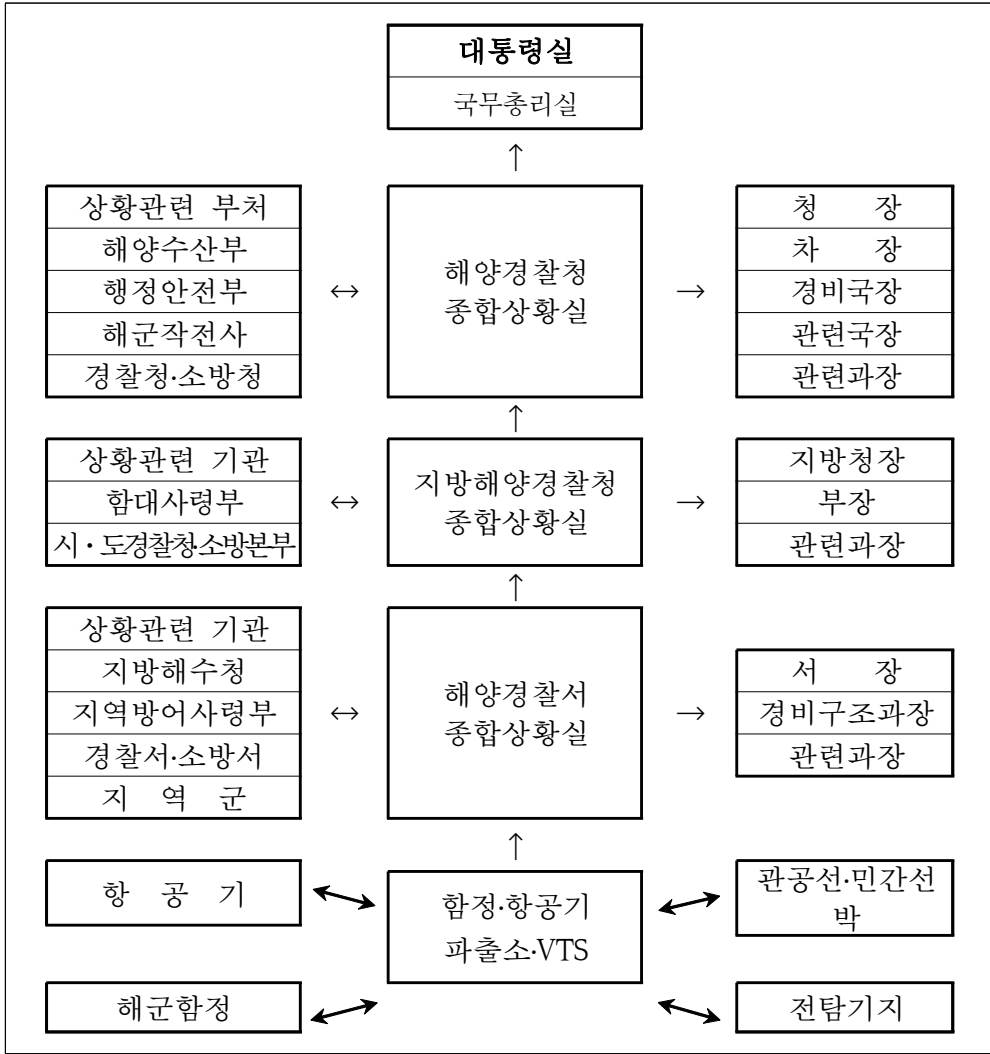 대통령실
국무총리실
↑
상황관련 부처
해양수산부
행정안전부
해군작전사
경찰청·소방청
↔
해양경찰청
종합상황실
→
청 장
차 장
경비국장
관련국장
관련과장
↑
상황관련 기관
함대사령부
시·도경찰청·소방본부
↔
지방해양경찰청
종합상황실
→
지방청장
부장
관련과장
↑
상황관련 기관
지방해수청
지역방어사령부
경찰서·소방서
지 역 군
↔
해양경찰서
종합상황실
→
서 장
경비구조과장
관련과장
↑
항 공 기
함정·항공기
파출소·VTS
관공선·민간선
박
해군함정
전탐기지